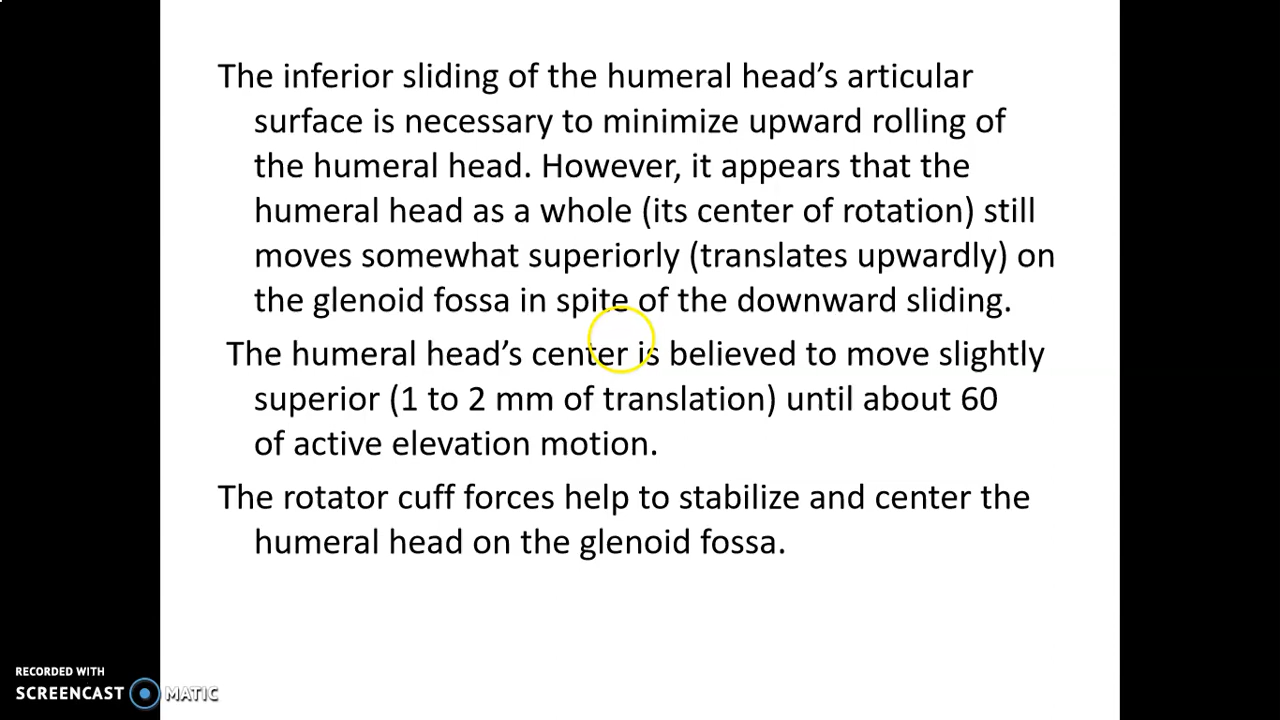 The inferior sliding of the humeral head’s articular
surface is necessary to minimize upward rolling of
the humeral head. However, it appears that the
humeral head as a whole (its center of rotation) still
moves somewhat superiorly (translates upwardly) on
the glenoid fossa in spite of the downward sliding.
The humeral head’s center is believed to move slightly
superior (1 to 2 mm of translation) until about 60
of active elevation motion.
The rotator cuff forces help to stabilize and center the
humeral head on the glenoid fossa.
RECORDED WITH
SCREENCAST MATIC